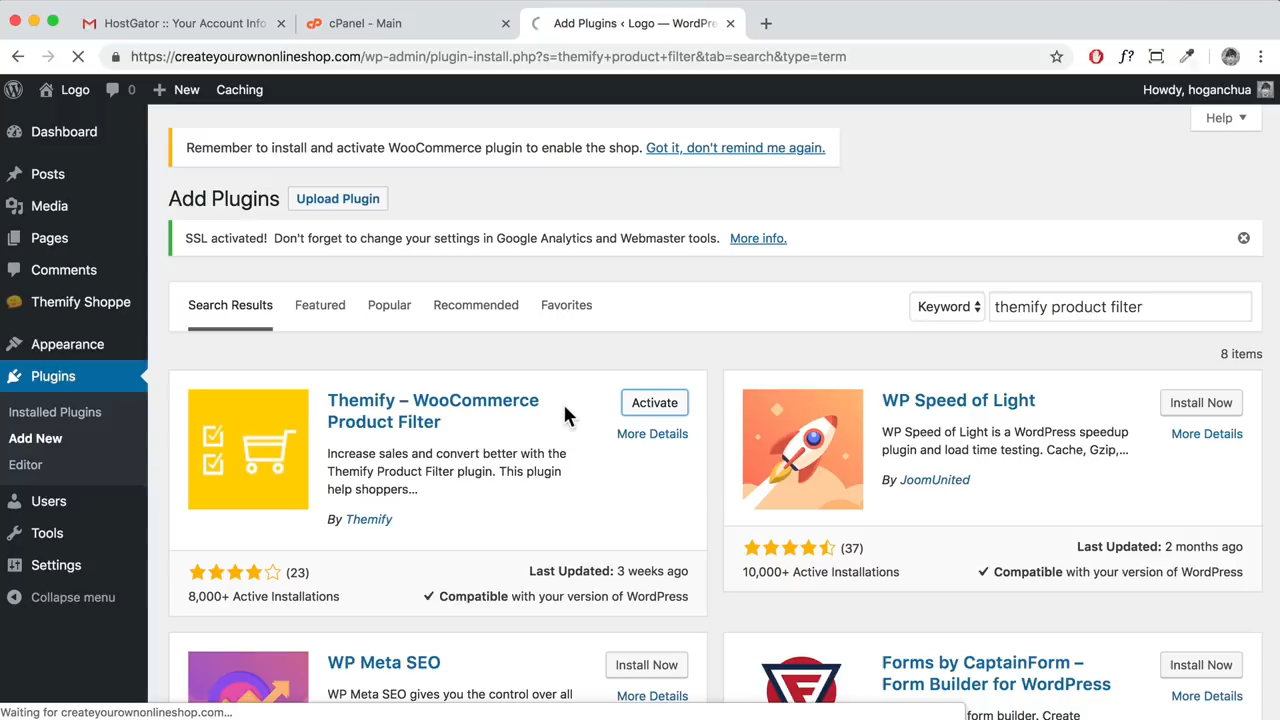 HostGator :: Your Account Info
cPanel - Main
Add Plugins ‹ Logo — WordPre
https://createyourownonlineshop.com/wp-admin/plugin-install.php?s=themify+product+filter&tab=search&type=term
f?
Logo
0
New
Caching
Howdy, hoganchua
Help
Dashboard
Posts
Media
Pages
Comments
Themify Shoppe
Appearance
Plugins
Installed Plugins
Add New
Editor
Users
Tools
Settings
Collapse menu
Remember to install and activate WooCommerce plugin to enable the shop. Got it, don't remind me again.
Add Plugins
Upload Plugin
SSL activated! Don't forget to change your settings in Google Analytics and Webmaster tools. More info.
Search Results
Featured
Popular
Recommended
Favorites
Keyword
themify product filter
8 items
Themify – WooCommerce
Product Filter
Activate
More Details
Increase sales and convert better with the
Themify Product Filter plugin. This plugin
help shoppers...
By Themify
(23)
Last Updated: 3 weeks ago
8,000+ Active Installations
Compatible with your version of WordPress
WP Speed of Light
Install Now
More Details
WP Speed of Light is a WordPress speedup
plugin and load time testing. Cache, Gzip,...
By JoomUnited
(37)
Last Updated: 2 months ago
10,000+ Active Installations
Compatible with your version of WordPress
WP Meta SEO
Install Now
More Details
WP Meta SEO gives you the control over all
Forms by CaptainForm –
Form Builder for WordPress
Install Now
More Details
form builder. Create
Waiting for createyourownonlineshop.com...